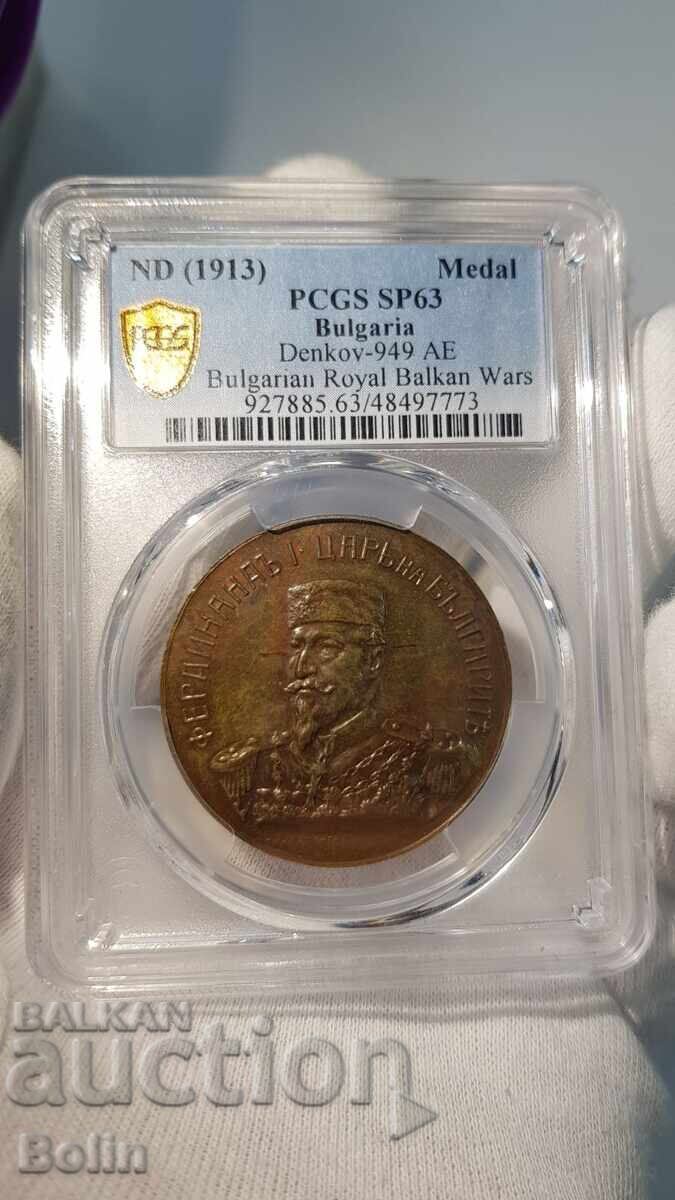 ND (1913) Medal
PCGS SP63
Bulgaria
Denkov-949 AE
Bulgarian Royal Balkan Wars
927885.63/48497773
PCGS
ФЕРДИНАНДЪ I · ЦАРЬ НА БЪЛГАРИТѢ
BALKAN
auction
Bolin